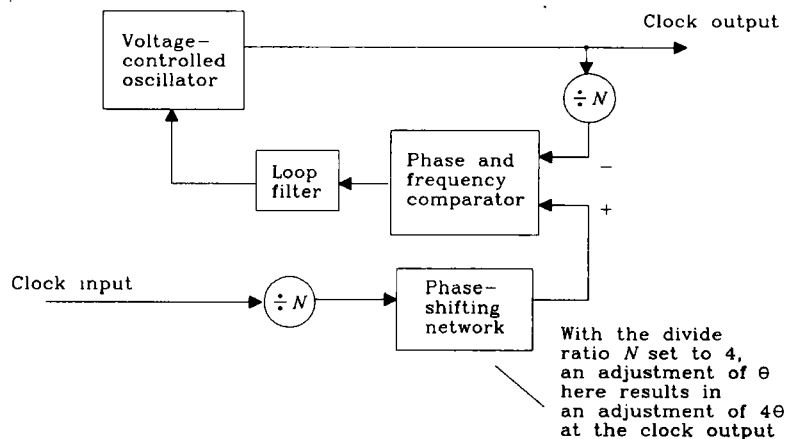 Clock output
Voltage–
controlled
oscillator
÷ N
Loop
filter
Phase and
frequency
comparator
–
+
Clock input
÷ N
Phase–
shifting
network
With the divide
ratio N set to 4,
an adjustment of θ
here results in
an adjustment of 4θ
at the clock output